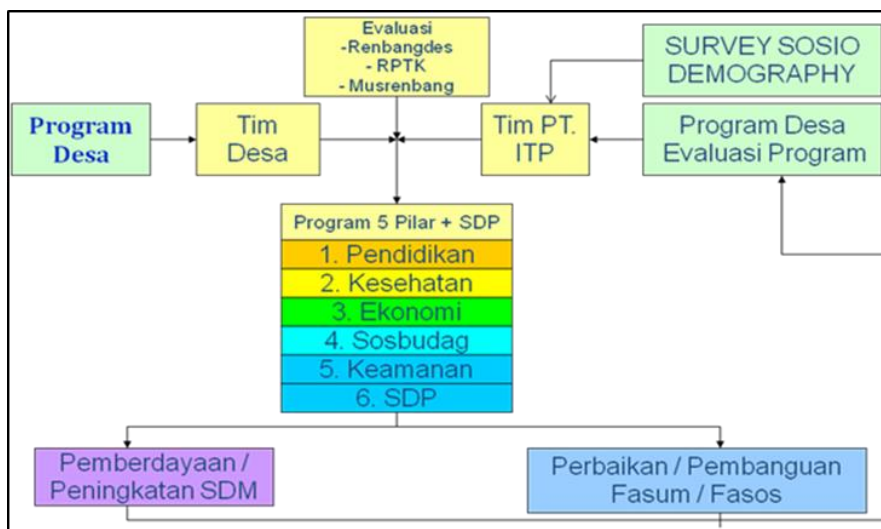 Evaluasi
-Renbangdes
- RPTK
- Musrenbang
SURVEY SOSIO
DEMOGRAPHY
Program
Desa
Tim
Desa
Tim PT.
ITP
Program Desa
Evaluasi Program
Program 5 Pilar + SDP
1. Pendidikan
2. Kesehatan
3. Ekonomi
4. Sosbudag
5. Keamanan
6. SDP
Pemberdayaan /
Peningkatan SDM
Perbaikan / Pembanguan
Fasum / Fasos